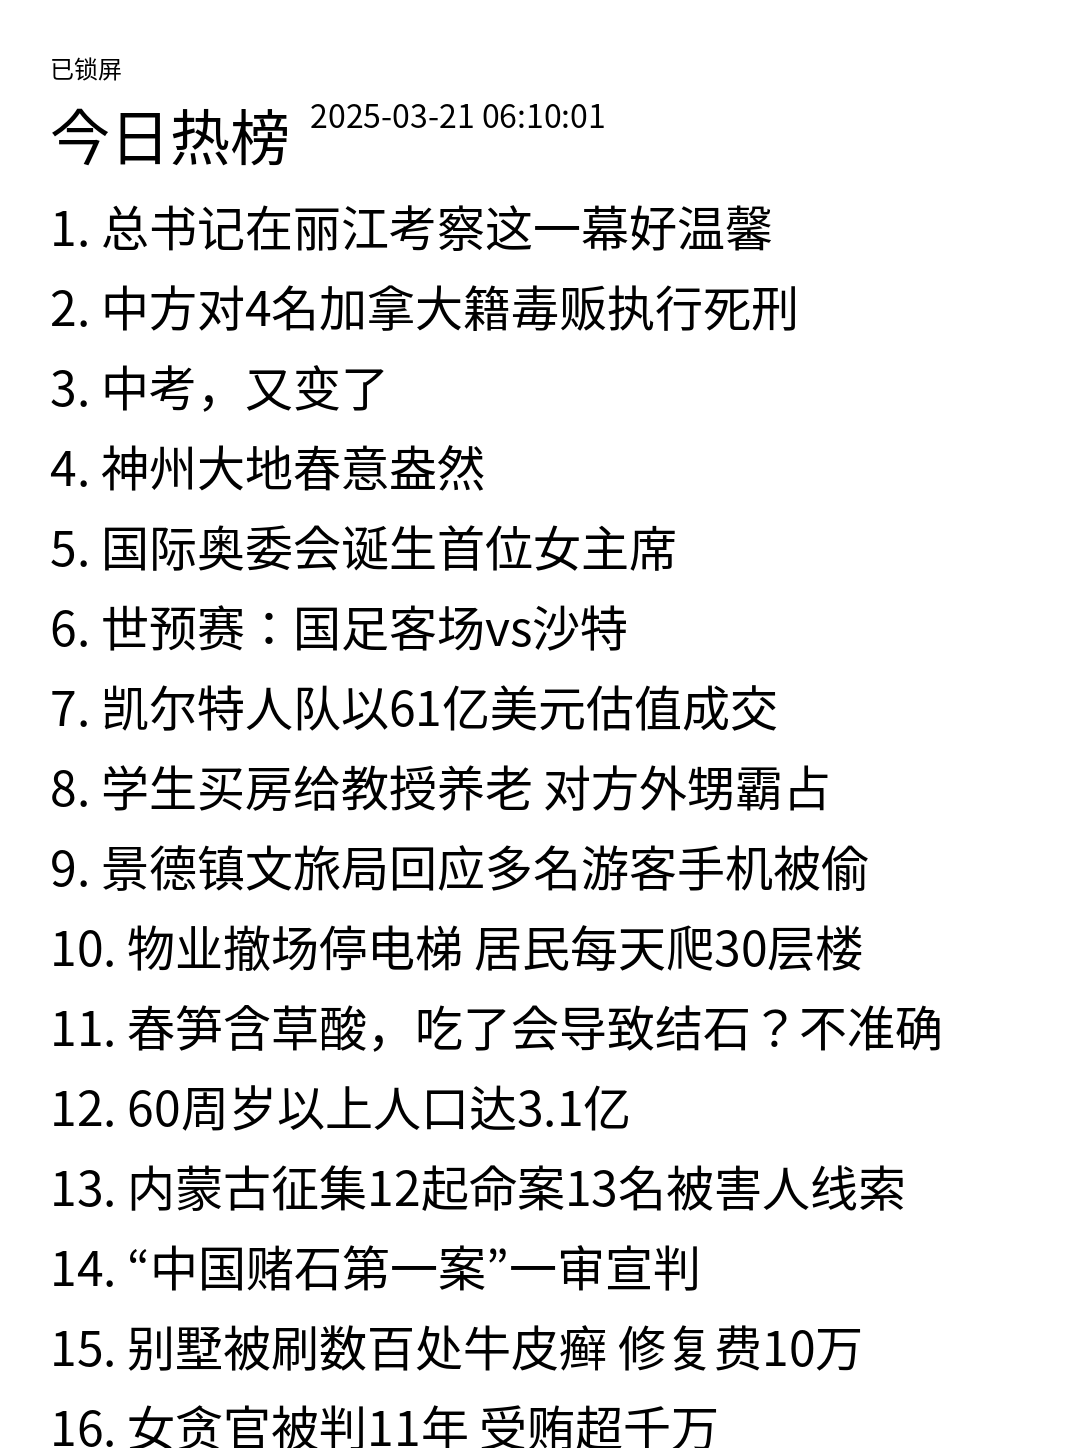 已锁屏
今日热榜 2025-03-21 06:10:01
1. 总书记在丽江考察这一幕好温馨
2. 中方对4名加拿大籍毒贩执行死刑
3. 中考，又变了
4. 神州大地春意盎然
5. 国际奥委会诞生首位女主席
6. 世预赛：国足客场vs沙特
7. 凯尔特人队以61亿美元估值成交
8. 学生买房给教授养老 对方外甥霸占
9. 景德镇文旅局回应多名游客手机被偷
10. 物业撤场停电梯 居民每天爬30层楼
11. 春笋含草酸，吃了会导致结石？不准确
12. 60周岁以上人口达3.1亿
13. 内蒙古征集12起命案13名被害人线索
14. “中国赌石第一案”一审宣判
15. 别墅被刷数百处牛皮癣 修复费10万
16. 女贪官被判11年 受贿超千万